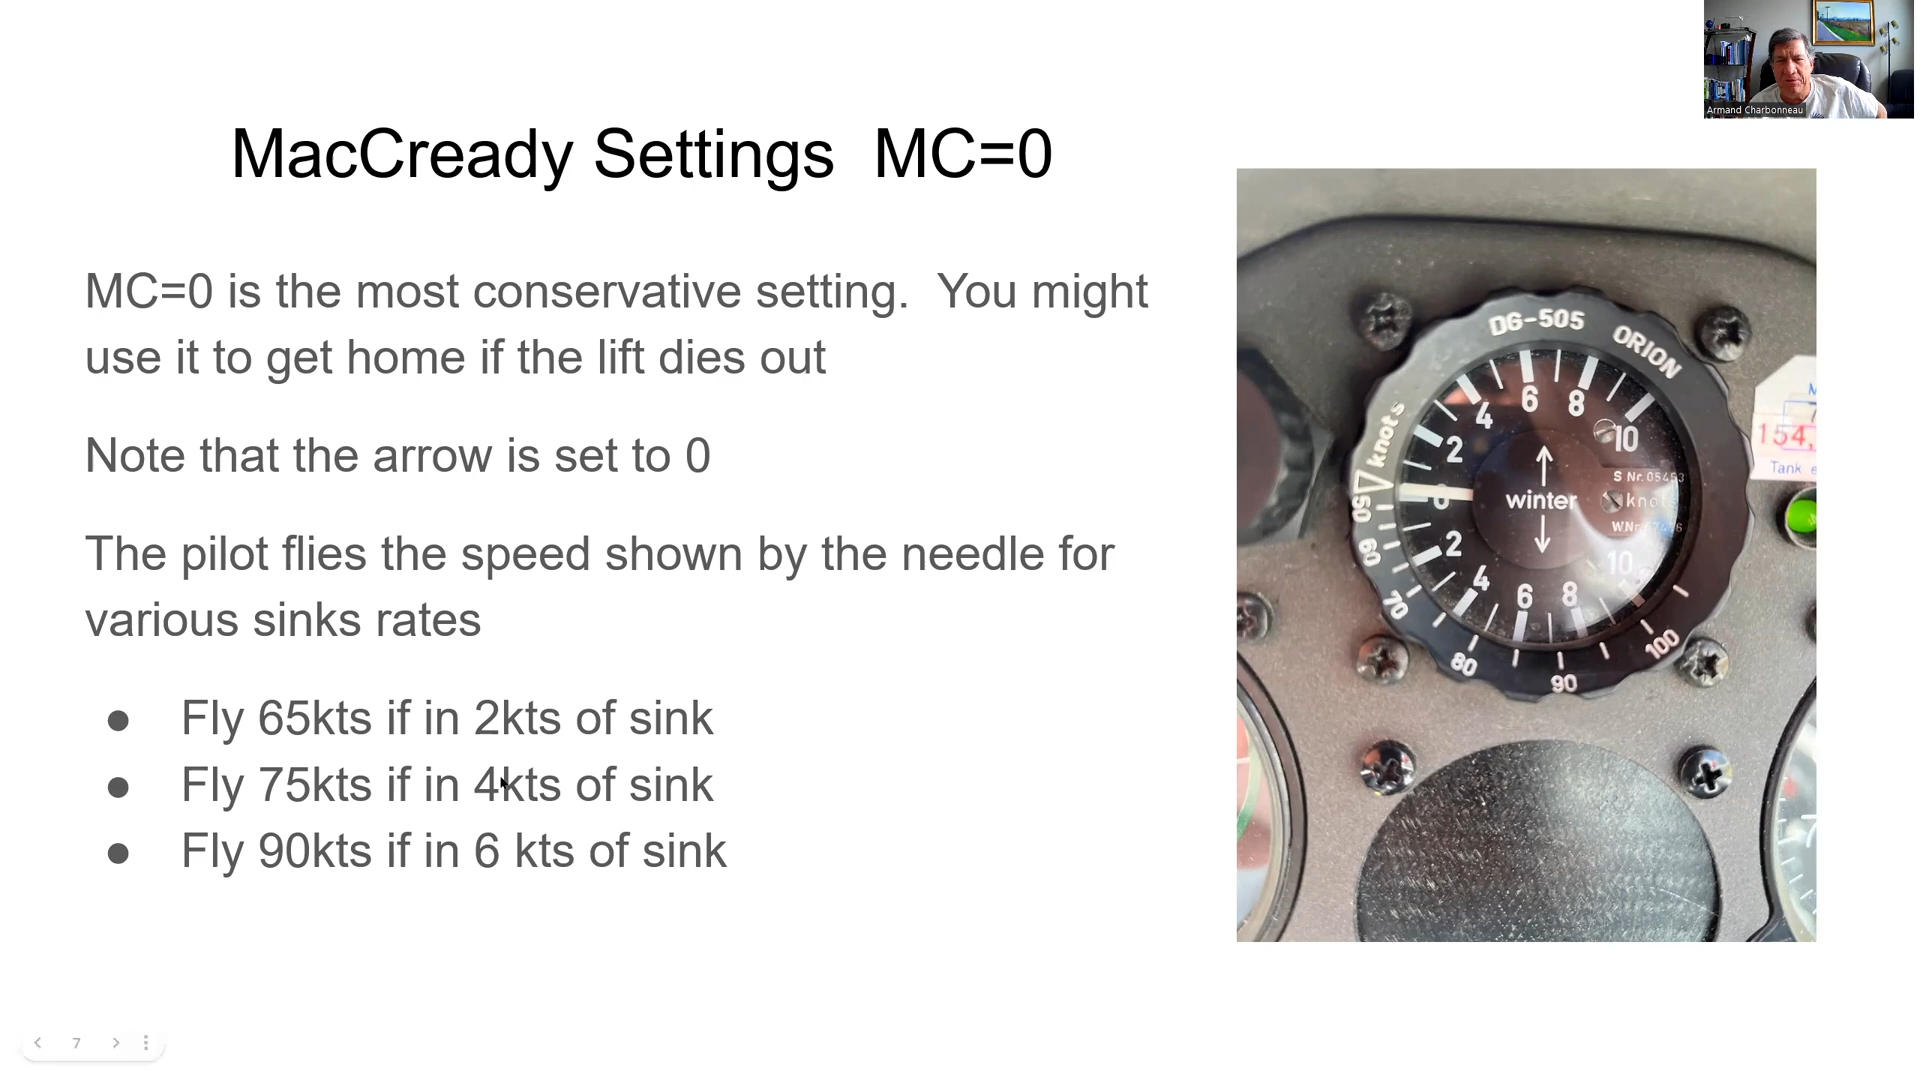 Armand Charbonneau
MacCready Settings  MC=0
MC=0 is the most conservative setting.  You might
use it to get home if the lift dies out
Note that the arrow is set to 0
The pilot flies the speed shown by the needle for
various sinks rates
● Fly 65kts if in 2kts of sink
● Fly 75kts if in 4kts of sink
● Fly 90kts if in 6 kts of sink
DG-505 ORION
knots
50
60
70
80
90
100
2
4
6
8
10
0
2
4
6
8
10
winter
S Nr.
154,
Tank
7